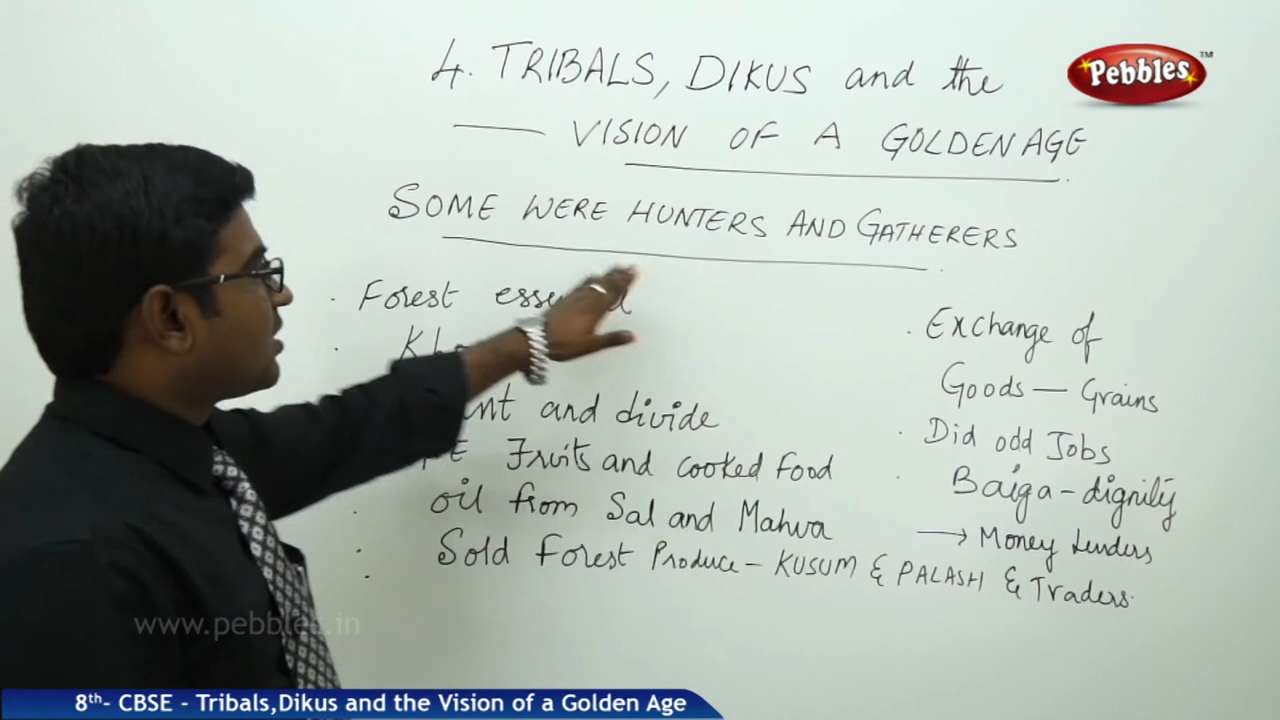 4. TRIBALS, DIKUS and the
VISION OF A GOLDEN AGE
Pebbles™
SOME WERE HUNTERS AND GATHERERS
. Forest
and divide
Fruits and cooked food
oil from Sal and Mahua
. Sold Forest Produce - KUSUM & PALASH
. Exchange of
Goods — Grains
. Did odd Jobs
. Baiga - dignity
→ Money Lenders
& Traders.
www.pebbles.in
8th- CBSE - Tribals,Dikus and the Vision of a Golden Age